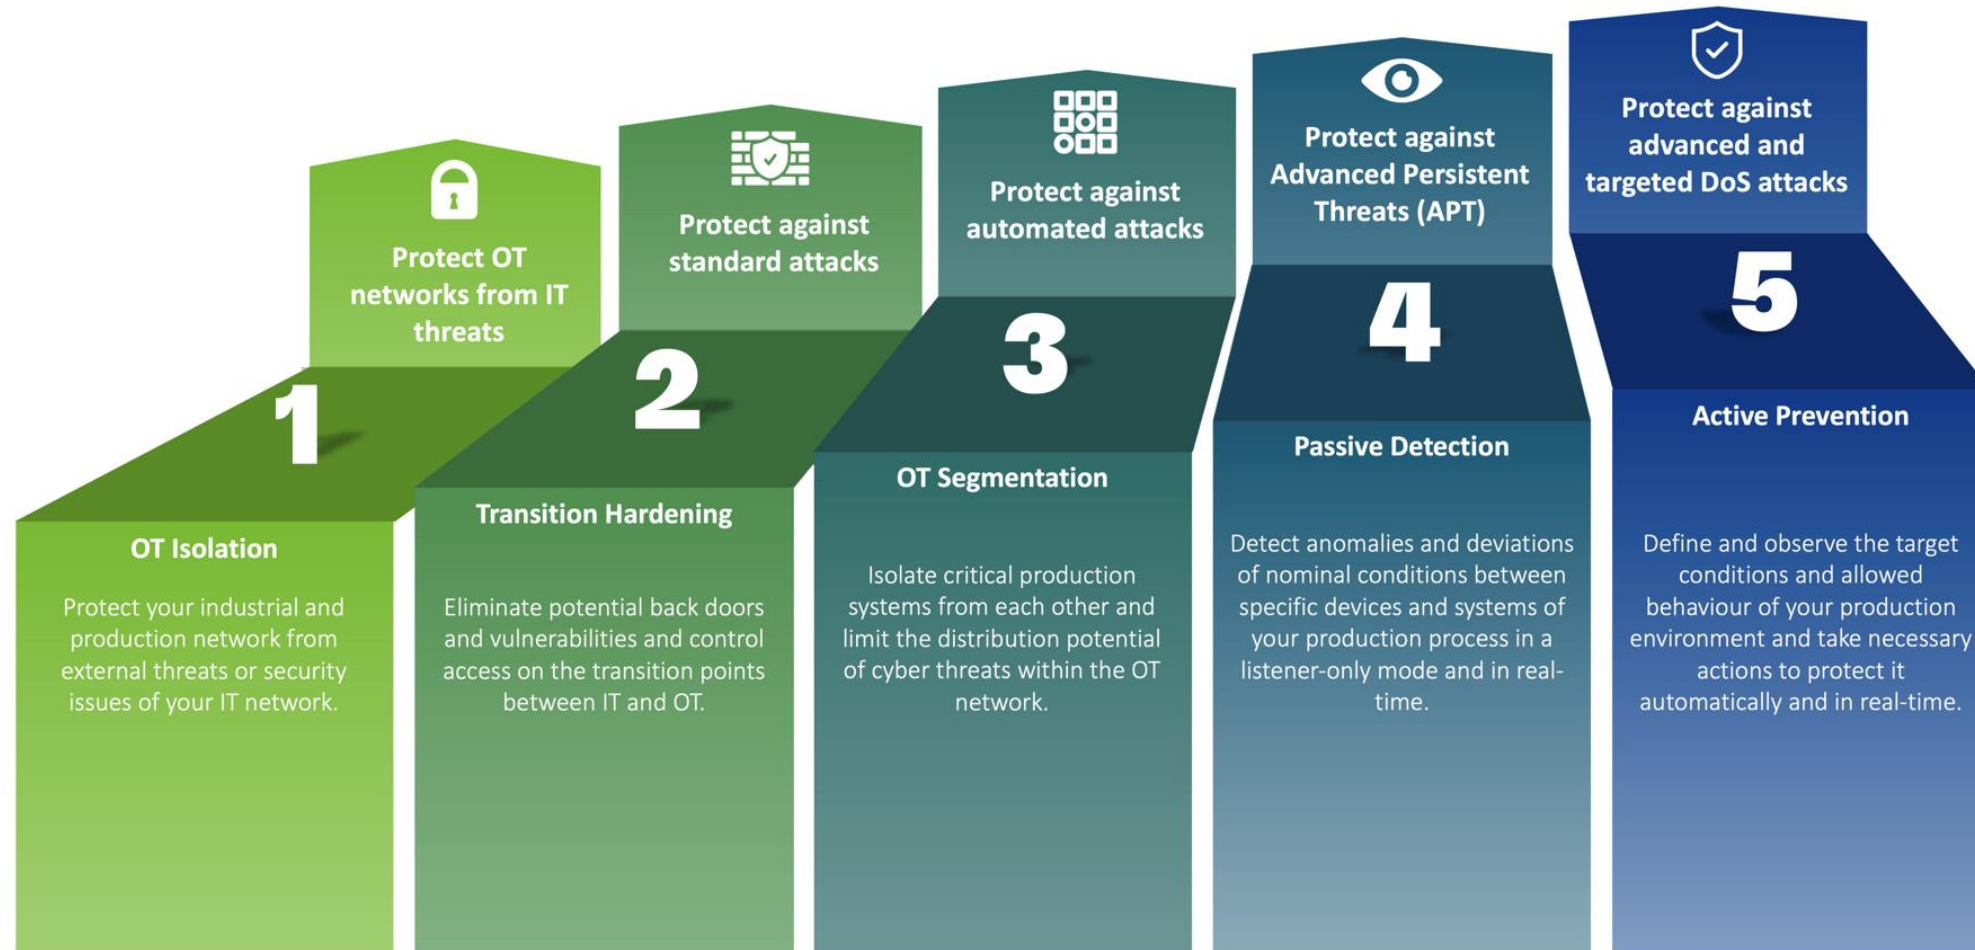 Protect OT
networks from IT
threats
1
OT Isolation
Protect your industrial and
production network from
external threats or security
issues of your IT network.
Protect against
standard attacks
2
Transition Hardening
Eliminate potential back doors
and vulnerabilities and control
access on the transition points
between IT and OT.
Protect against
automated attacks
3
OT Segmentation
Isolate critical production
systems from each other and
limit the distribution potential
of cyber threats within the OT
network.
Protect against
Advanced Persistent
Threats (APT)
4
Passive Detection
Detect anomalies and deviations
of nominal conditions between
specific devices and systems of
your production process in a
listener-only mode and in real-
time.
Protect against
advanced and
targeted DoS attacks
5
Active Prevention
Define and observe the target
conditions and allowed
behaviour of your production
environment and take necessary
actions to protect it
automatically and in real-time.